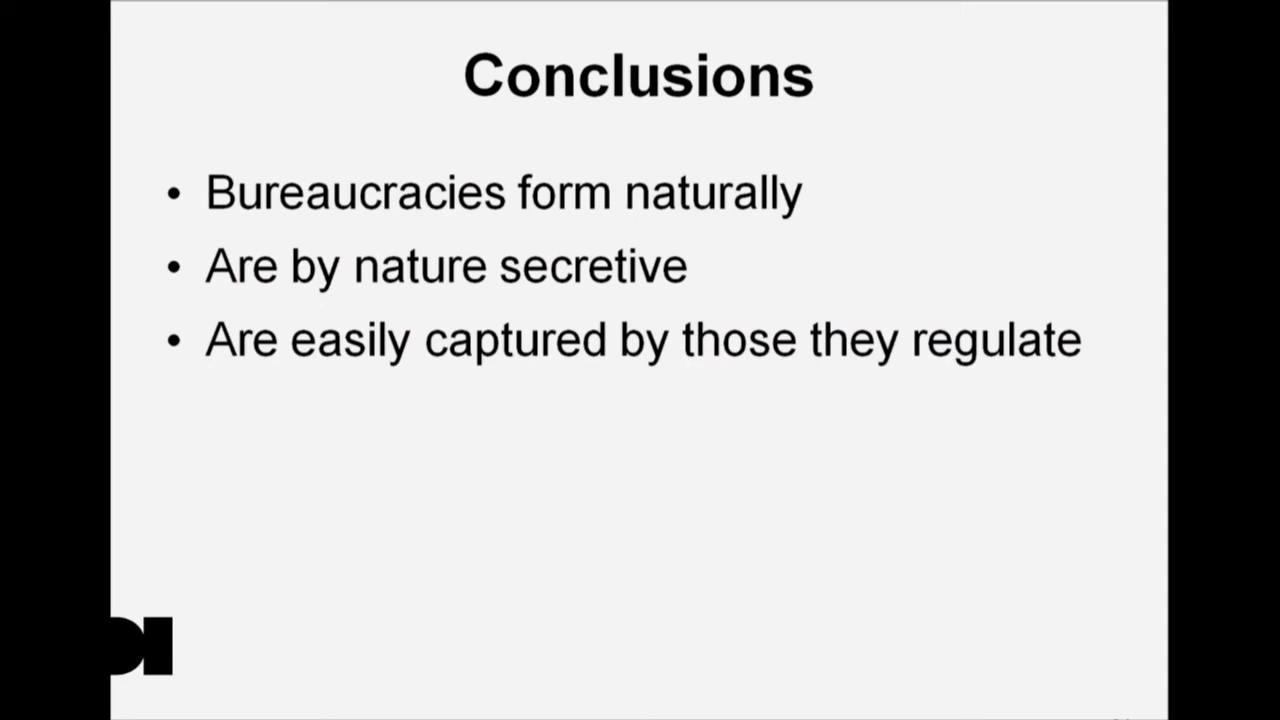 Conclusions
• Bureaucracies form naturally
• Are by nature secretive
• Are easily captured by those they regulate